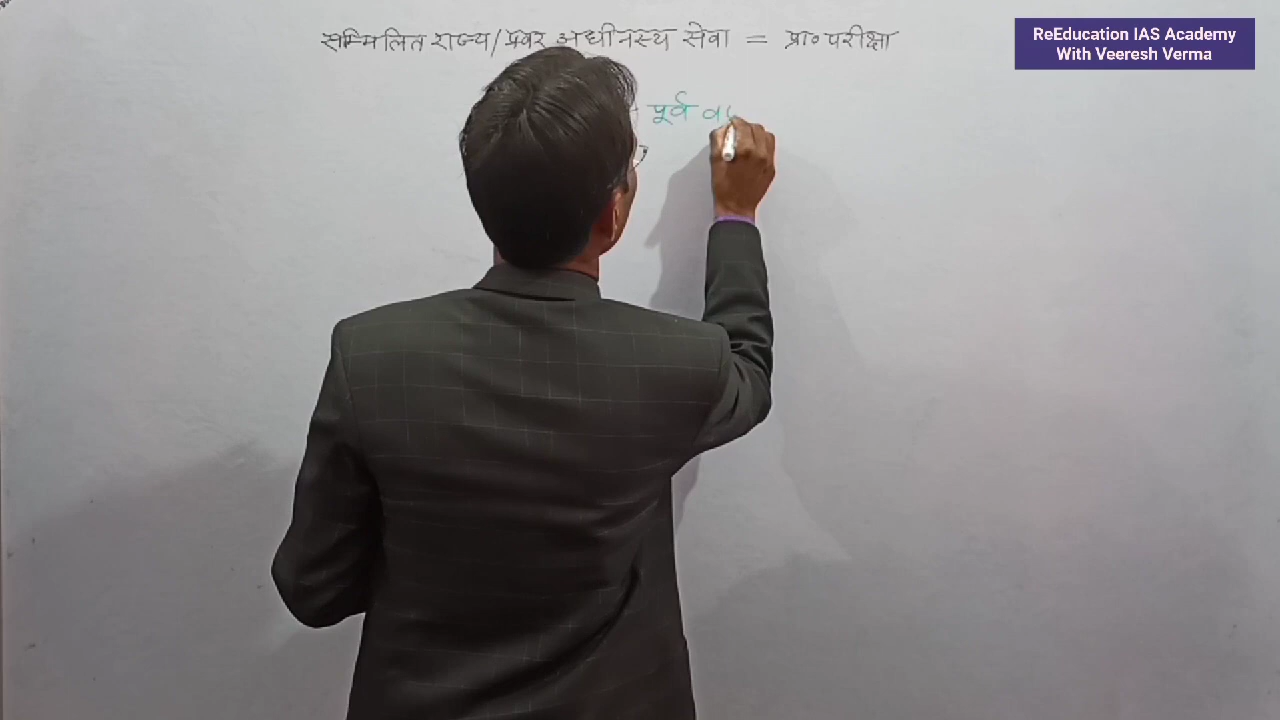 सम्मिलित राज्य/प्रवर अधीनस्थ सेवा = प्रा० परीक्षा
ReEducation IAS Academy
With Veeresh Verma
पूर्व